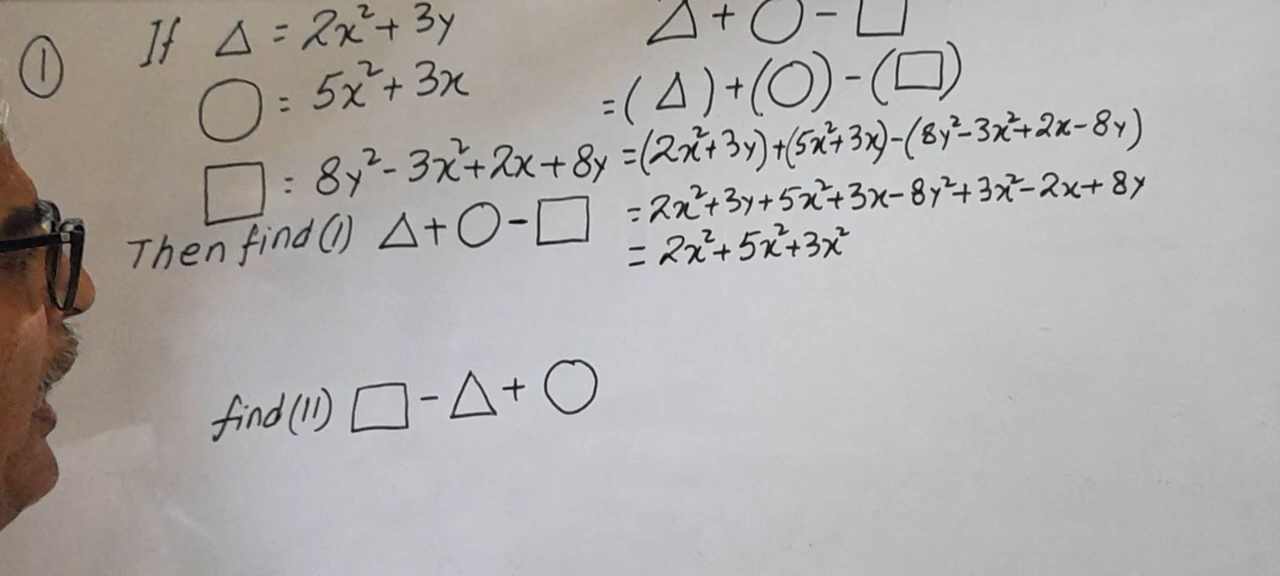 ① If △ = 2x²+ 3y
○ = 5x²+ 3x
□ = 8y²- 3x²+ 2x + 8y
Then find (I) △ + ○ - □
△ + ○ - □
= (△) + (○) - (□)
= (2x²+ 3y) + (5x²+ 3x) - (8y²- 3x²+ 2x - 8y)
= 2x²+ 3y + 5x²+ 3x - 8y²+ 3x²- 2x + 8y
= 2x²+ 5x²+ 3x²
find (II) □ - △ + ○